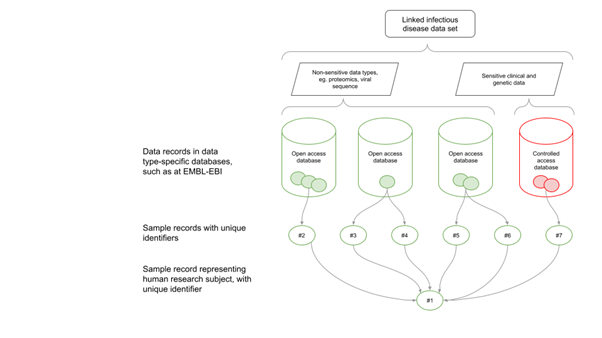 Linked infectious
disease data set
Non-sensitive data types,
eg. proteomics, viral
sequence
Sensitive clinical and
genetic data
Data records in data
type-specific databases,
such as at EMBL-EBI
Open access
database
Open access
database
Open access
database
Controlled
access
database
Sample records with unique
identifiers
#2
#3
#4
#5
#6
#7
Sample record representing
human research subject, with
unique identifier
#1